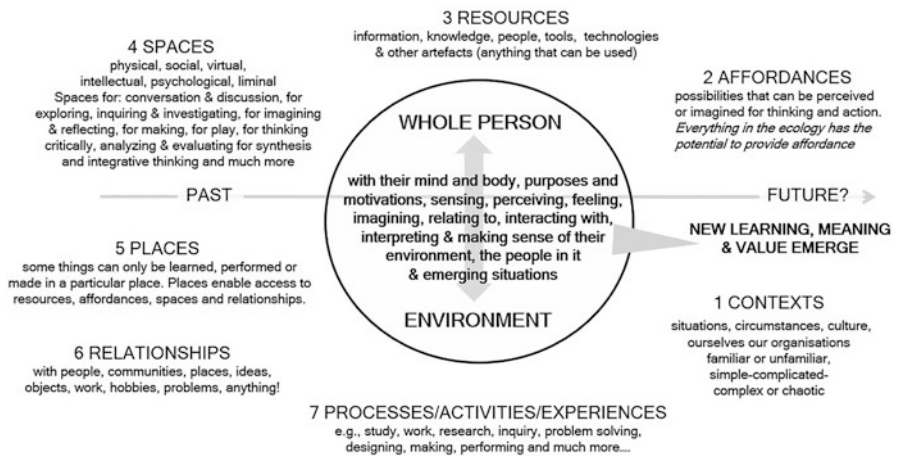 3 RESOURCES
information, knowledge, people, tools, technologies
& other artefacts (anything that can be used)
4 SPACES
physical, social, virtual,
intellectual, psychological, liminal
Spaces for: conversation & discussion, for
exploring, inquiring & investigating, for imagining
& reflecting, for making, for play, for thinking
critically, analyzing & evaluating for synthesis
and integrative thinking and much more
2 AFFORDANCES
possibilities that can be perceived
or imagined for thinking and action.
Everything in the ecology has the
potential to provide affordance
WHOLE PERSON
with their mind and body, purposes and
motivations, sensing, perceiving, feeling,
imagining, relating to, interacting with,
interpreting & making sense of their
environment, the people in it
& emerging situations
ENVIRONMENT
PAST
FUTURE?
NEW LEARNING, MEANING
& VALUE EMERGE
5 PLACES
some things can only be learned, performed or
made in a particular place. Places enable access to
resources, affordances, spaces and relationships.
1 CONTEXTS
situations, circumstances, culture,
ourselves our organisations
familiar or unfamiliar,
simple-complicated-
complex or chaotic
6 RELATIONSHIPS
with people, communities, places, ideas,
objects, work, hobbies, problems, anything!
7 PROCESSES/ACTIVITIES/EXPERIENCES
e.g., study, work, research, inquiry, problem solving,
designing, making, performing and much more....